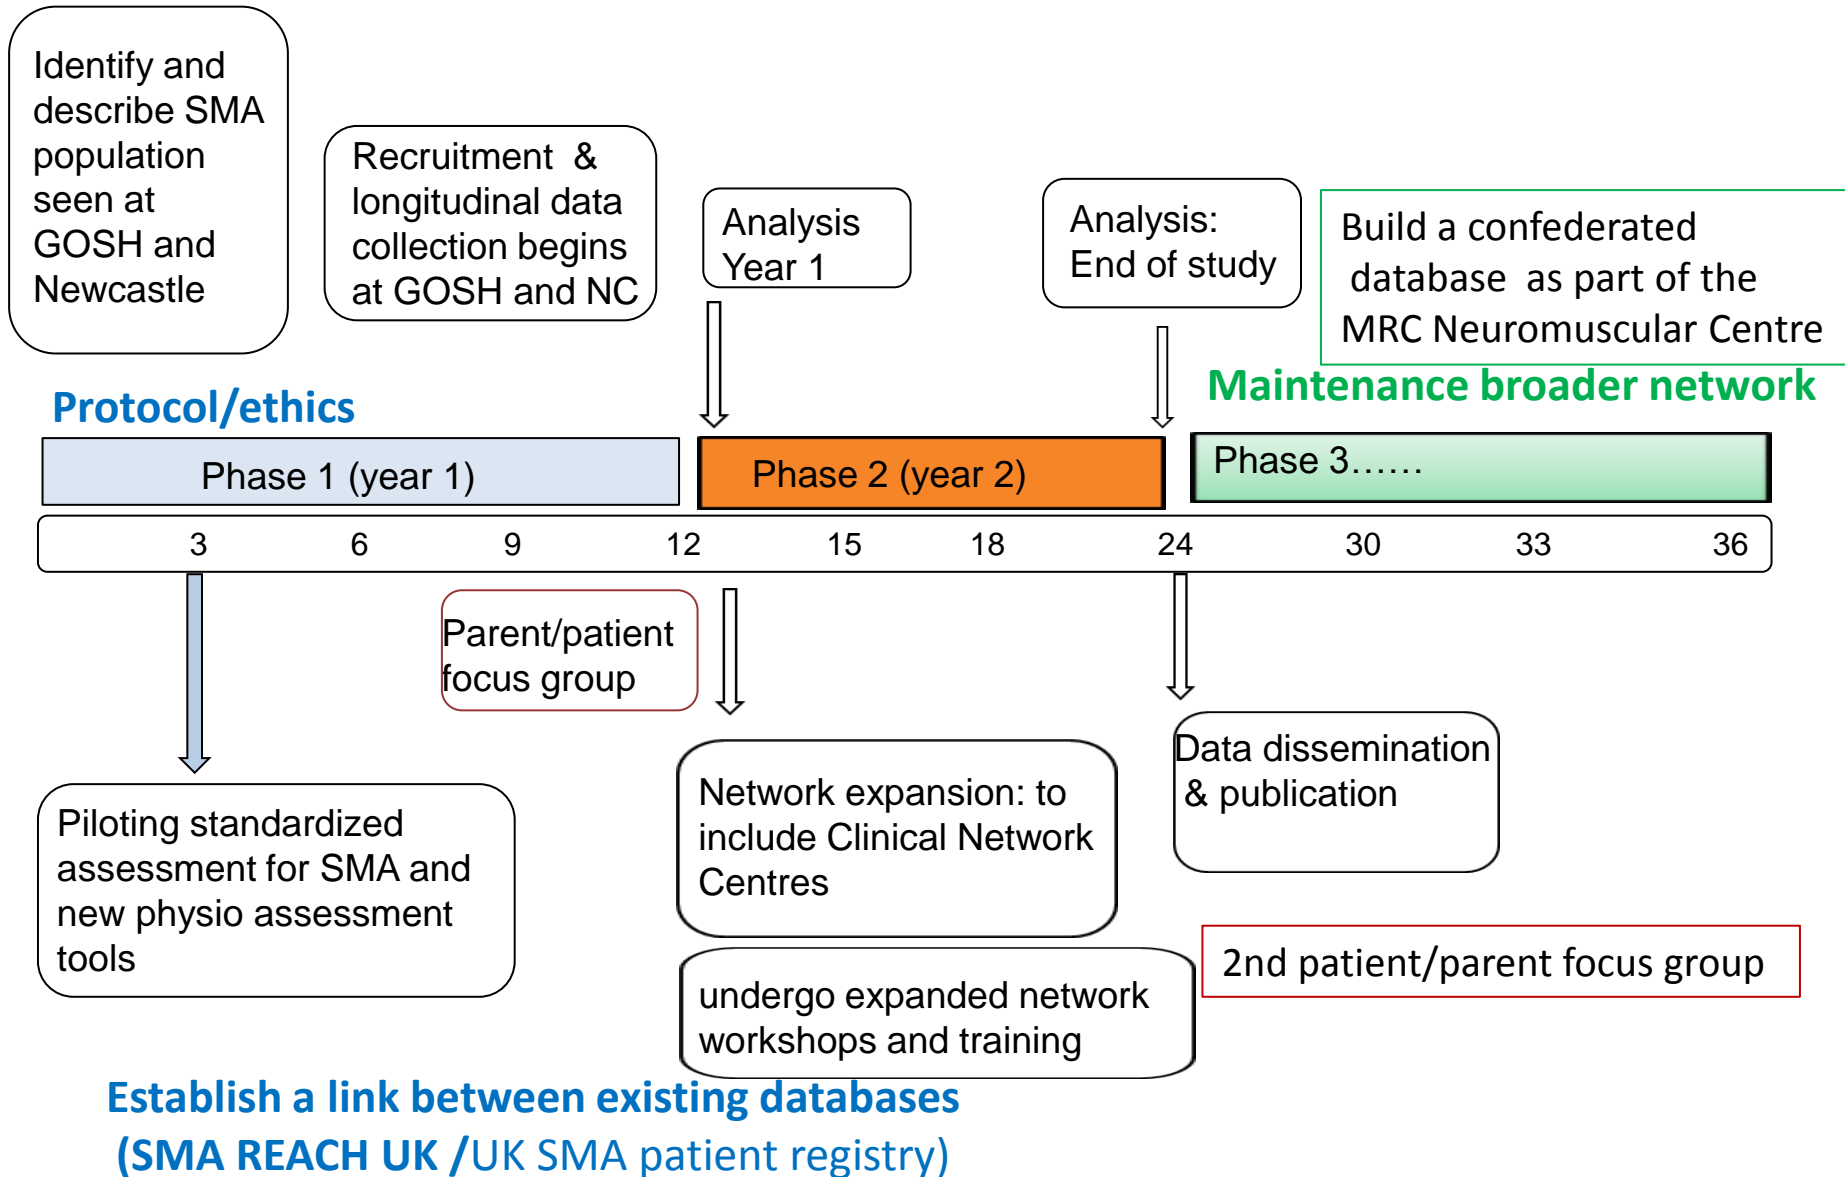 Identify and
describe SMA
population
seen at
GOSH and
Newcastle
Recruitment &
longitudinal data
collection begins
at GOSH and NC
Analysis
Year 1
Analysis:
End of study
Build a confederated
database as part of the
MRC Neuromuscular Centre
Protocol/ethics
Maintenance broader network
Phase 1 (year 1)
Phase 2 (year 2)
Phase 3......
3 6 9 12 15 18 24 30 33 36
Parent/patient
focus group
Piloting standardized
assessment for SMA and
new physio assessment
tools
Network expansion: to
include Clinical Network
Centres
Data dissemination
& publication
undergo expanded network
workshops and training
2nd patient/parent focus group
Establish a link between existing databases
(SMA REACH UK /UK SMA patient registry)